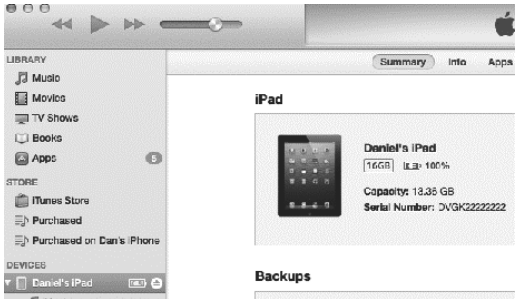 LIBRARY
Music
Movies
TV Shows
Books
Apps 5
STORE
iTunes Store
Purchased
Purchased on Dan's iPhone
DEVICES
Daniel's iPad
Summary Info Apps
iPad
Daniel's iPad
16GB 100%
Capacity: 13.35 GB
Serial Number: DVGK22222222
Backups